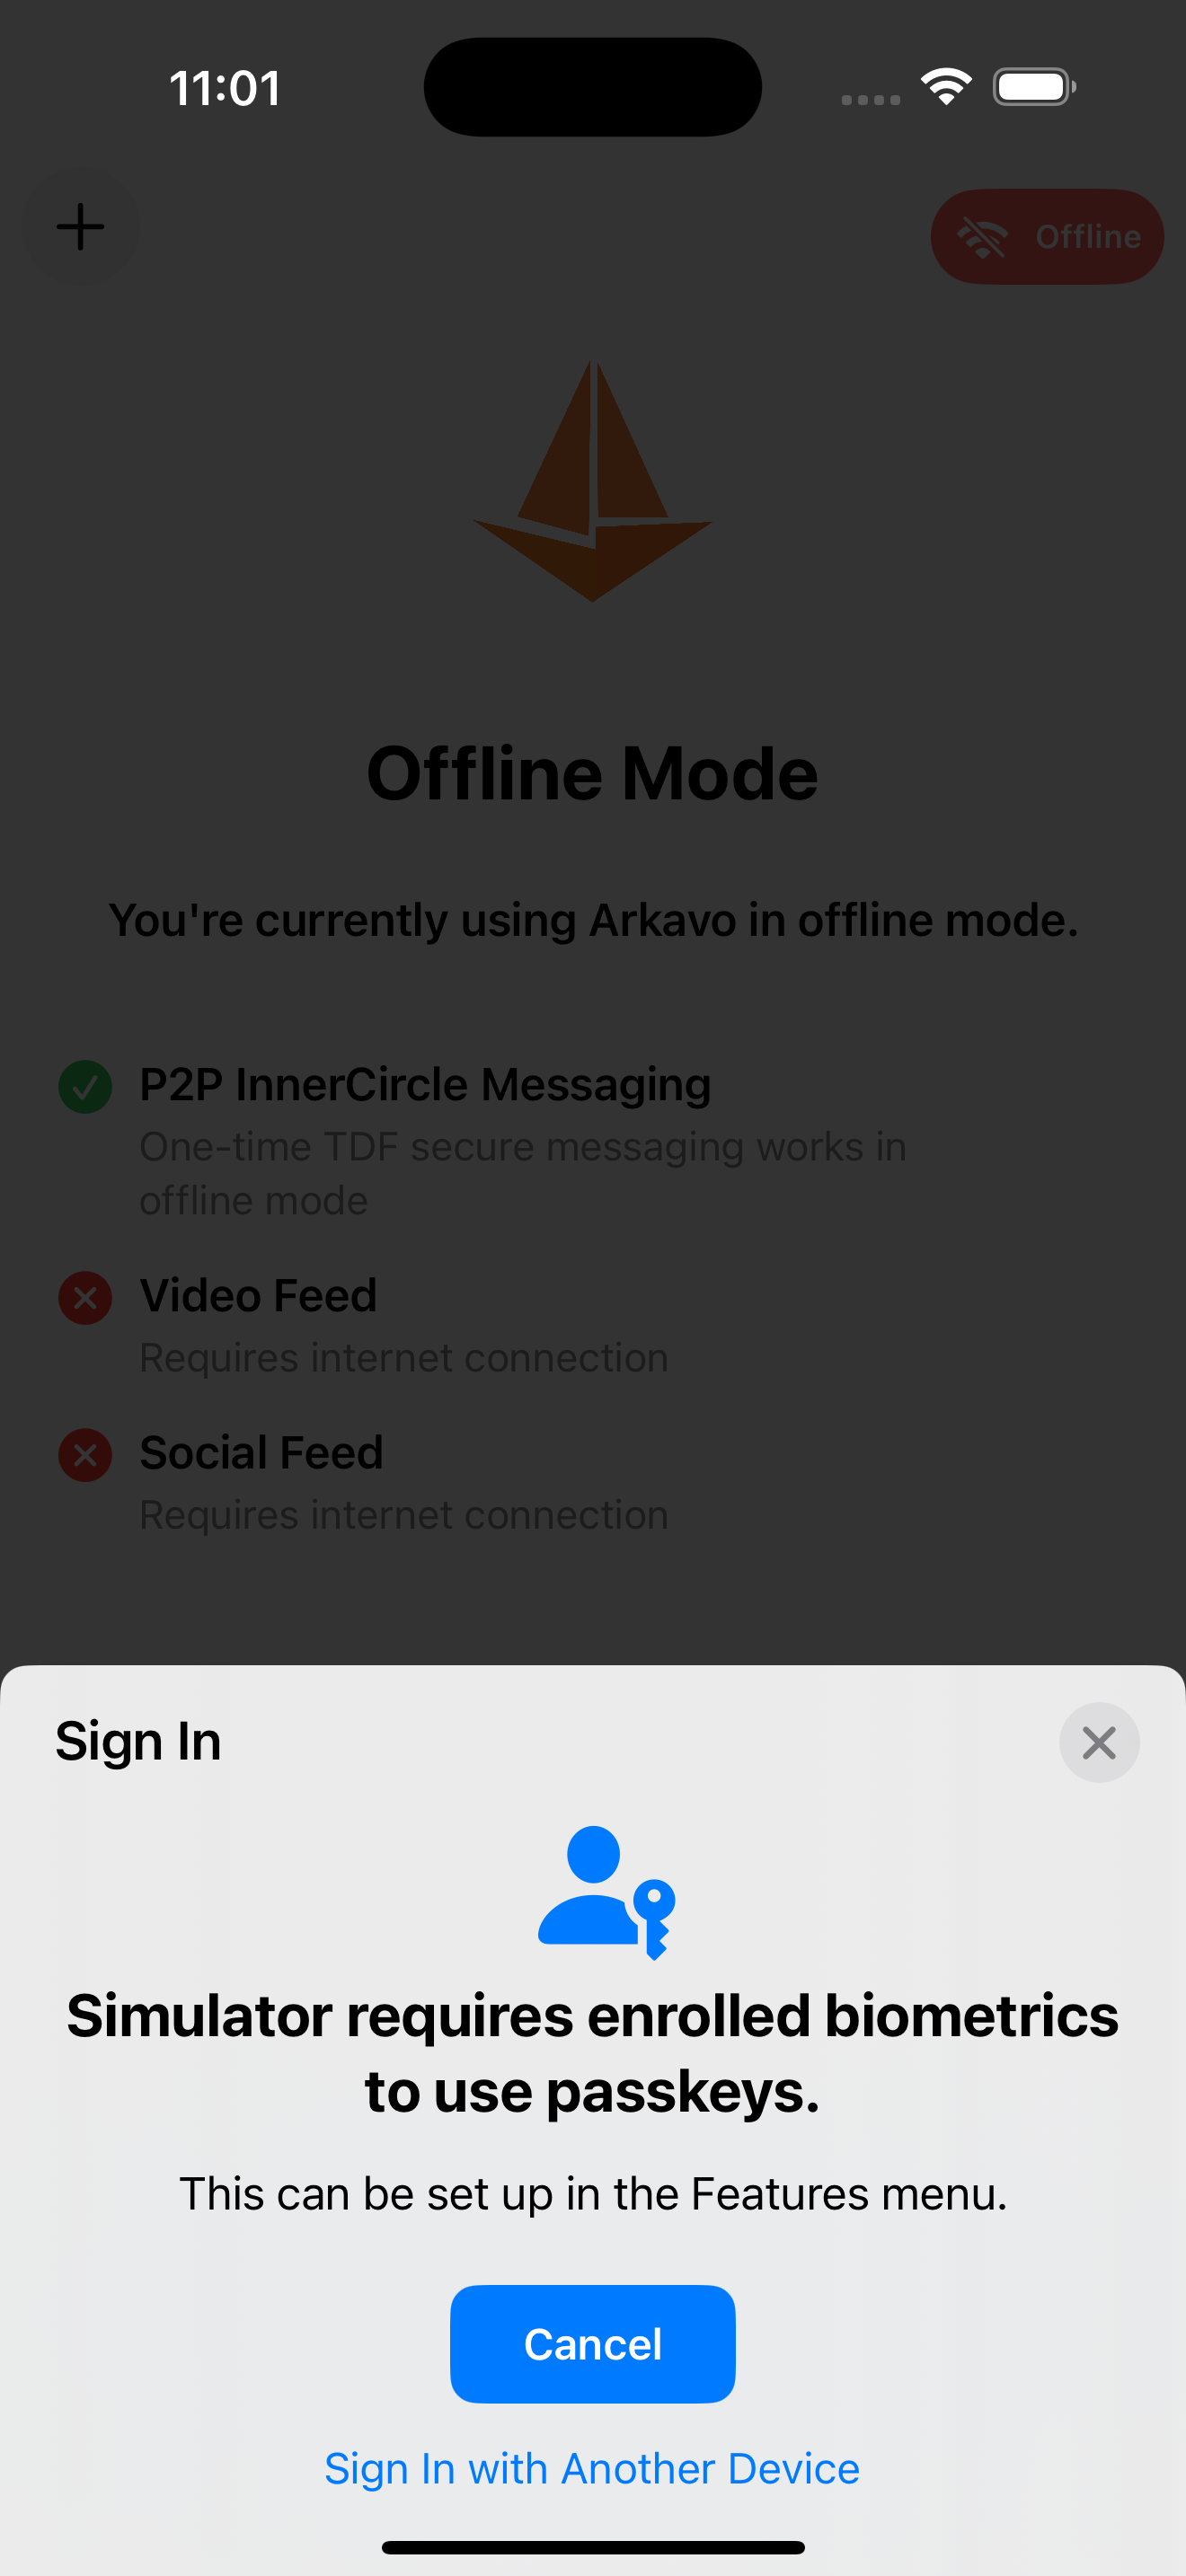 11:01
Offline
Offline Mode
You're currently using Arkavo in offline mode.
P2P InnerCircle Messaging
One-time TDF secure messaging works in
offline mode
Video Feed
Requires internet connection
Social Feed
Requires internet connection
Sign In
Simulator requires enrolled biometrics
to use passkeys.
This can be set up in the Features menu.
Cancel
Sign In with Another Device